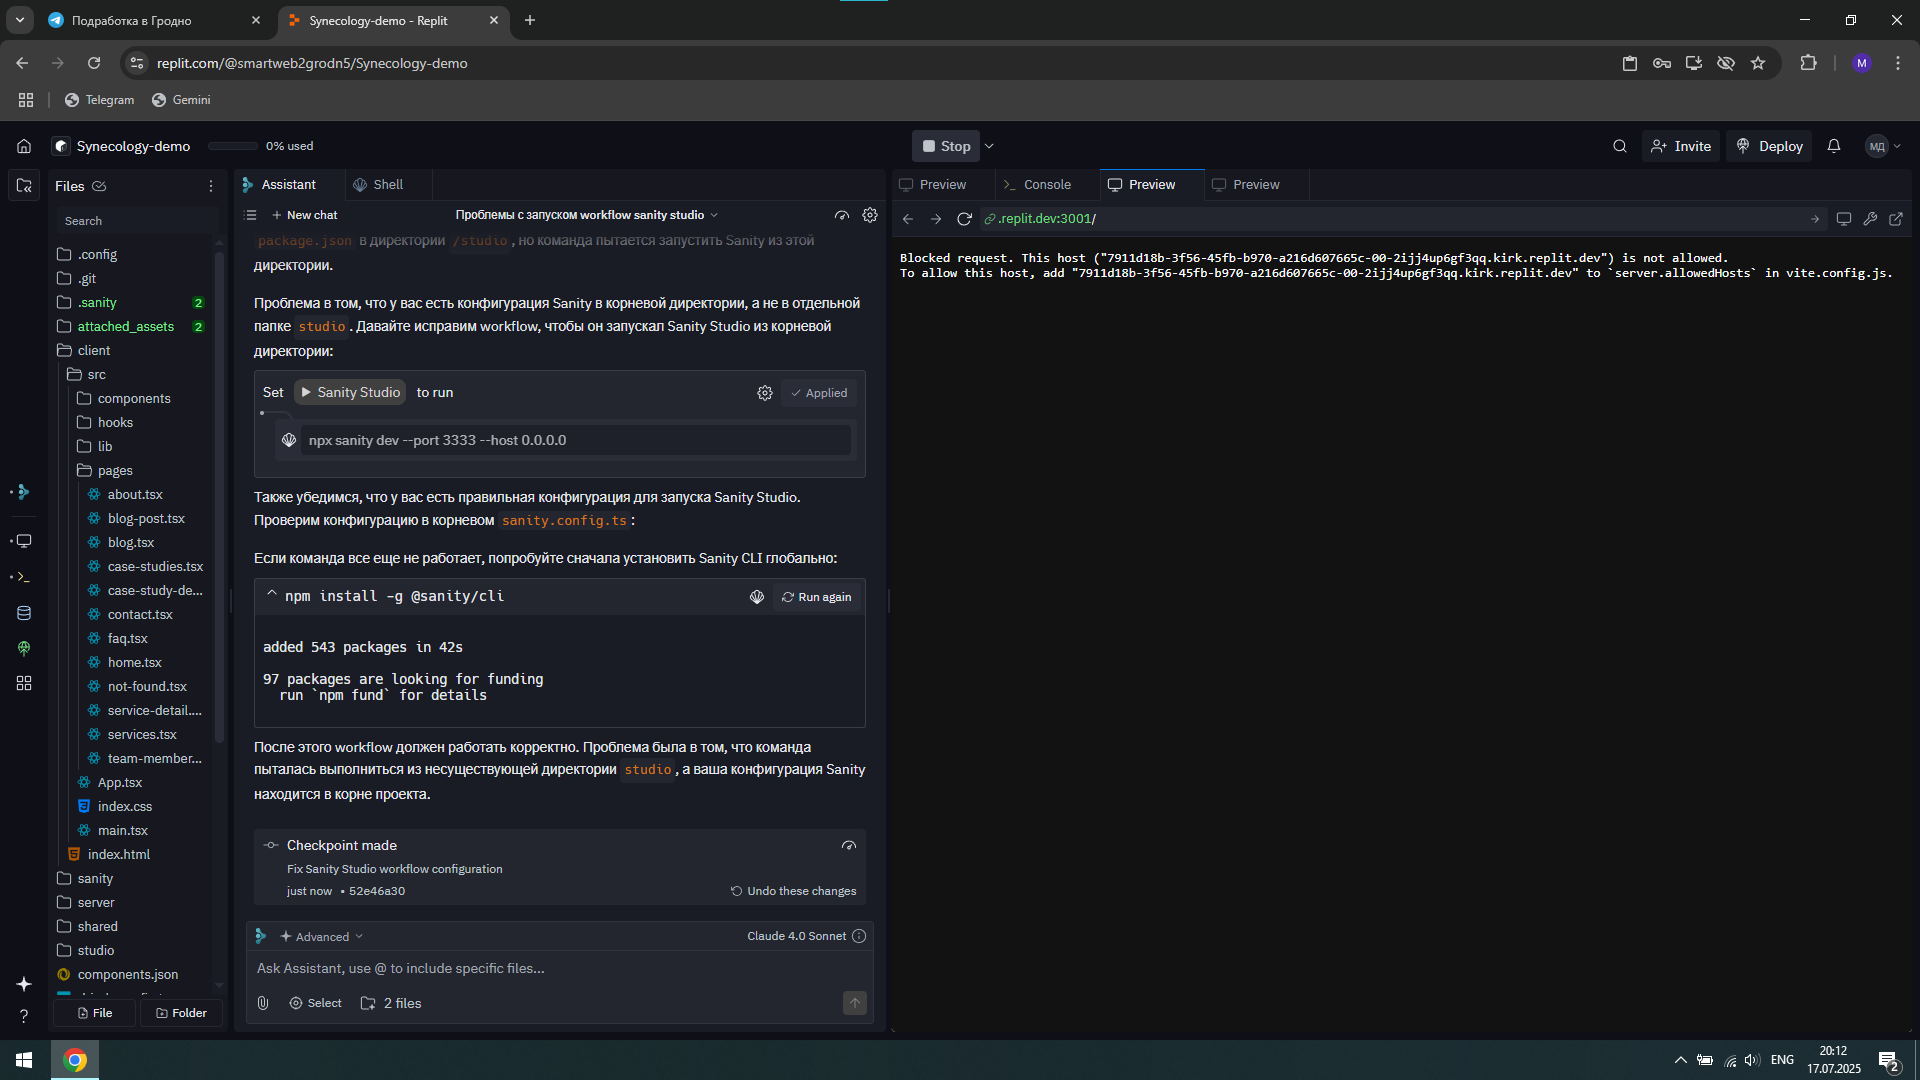 Подработка в Гродно
Synecology-demo - Replit
replit.com/@smartweb2grodn5/Synecology-demo
M
Telegram
Gemini
Synecology-demo
0% used
Stop
Invite
Deploy
МД
Files
Search
.config
.git
.sanity 2
attached_assets 2
client
src
components
hooks
lib
pages
about.tsx
blog-post.tsx
blog.tsx
case-studies.tsx
case-study-de...
contact.tsx
faq.tsx
home.tsx
not-found.tsx
service-detail....
services.tsx
team-member...
App.tsx
index.css
main.tsx
index.html
sanity
server
shared
studio
components.json
File
Folder
Assistant
Shell
New chat
Проблемы с запуском workflow sanity studio
package.json в директории /studio, но команда пытается запустить Sanity из этой
директории.
Проблема в том, что у вас есть конфигурация Sanity в корневой директории, а не в отдельной
папке studio. Давайте исправим workflow, чтобы он запускал Sanity Studio из корневой
директории:
Set Sanity Studio to run
Applied
npx sanity dev --port 3333 --host 0.0.0.0
Также убедимся, что у вас есть правильная конфигурация для запуска Sanity Studio.
Проверим конфигурацию в корневом sanity.config.ts:
Если команда все еще не работает, попробуйте сначала установить Sanity CLI глобально:
npm install -g @sanity/cli
Run again
added 543 packages in 42s
97 packages are looking for funding
run `npm fund` for details
После этого workflow должен работать корректно. Проблема была в том, что команда
пыталась выполниться из несуществующей директории studio, а ваша конфигурация Sanity
находится в корне проекта.
Checkpoint made
Fix Sanity Studio workflow configuration
just now • 52e46a30
Undo these changes
Advanced
Claude 4.0 Sonnet
Ask Assistant, use @ to include specific files...
Select
2 files
Preview
Console
Preview
Preview
.replit.dev:3001/
Blocked request. This host ("7911d18b-3f56-45fb-b970-a216d607665c-00-2ijj4up6gf3qq.kirk.replit.dev") is not allowed.
To allow this host, add "7911d18b-3f56-45fb-b970-a216d607665c-00-2ijj4up6gf3qq.kirk.replit.dev" to `server.allowedHosts` in vite.config.js.
ENG
20:12
17.07.2025
2